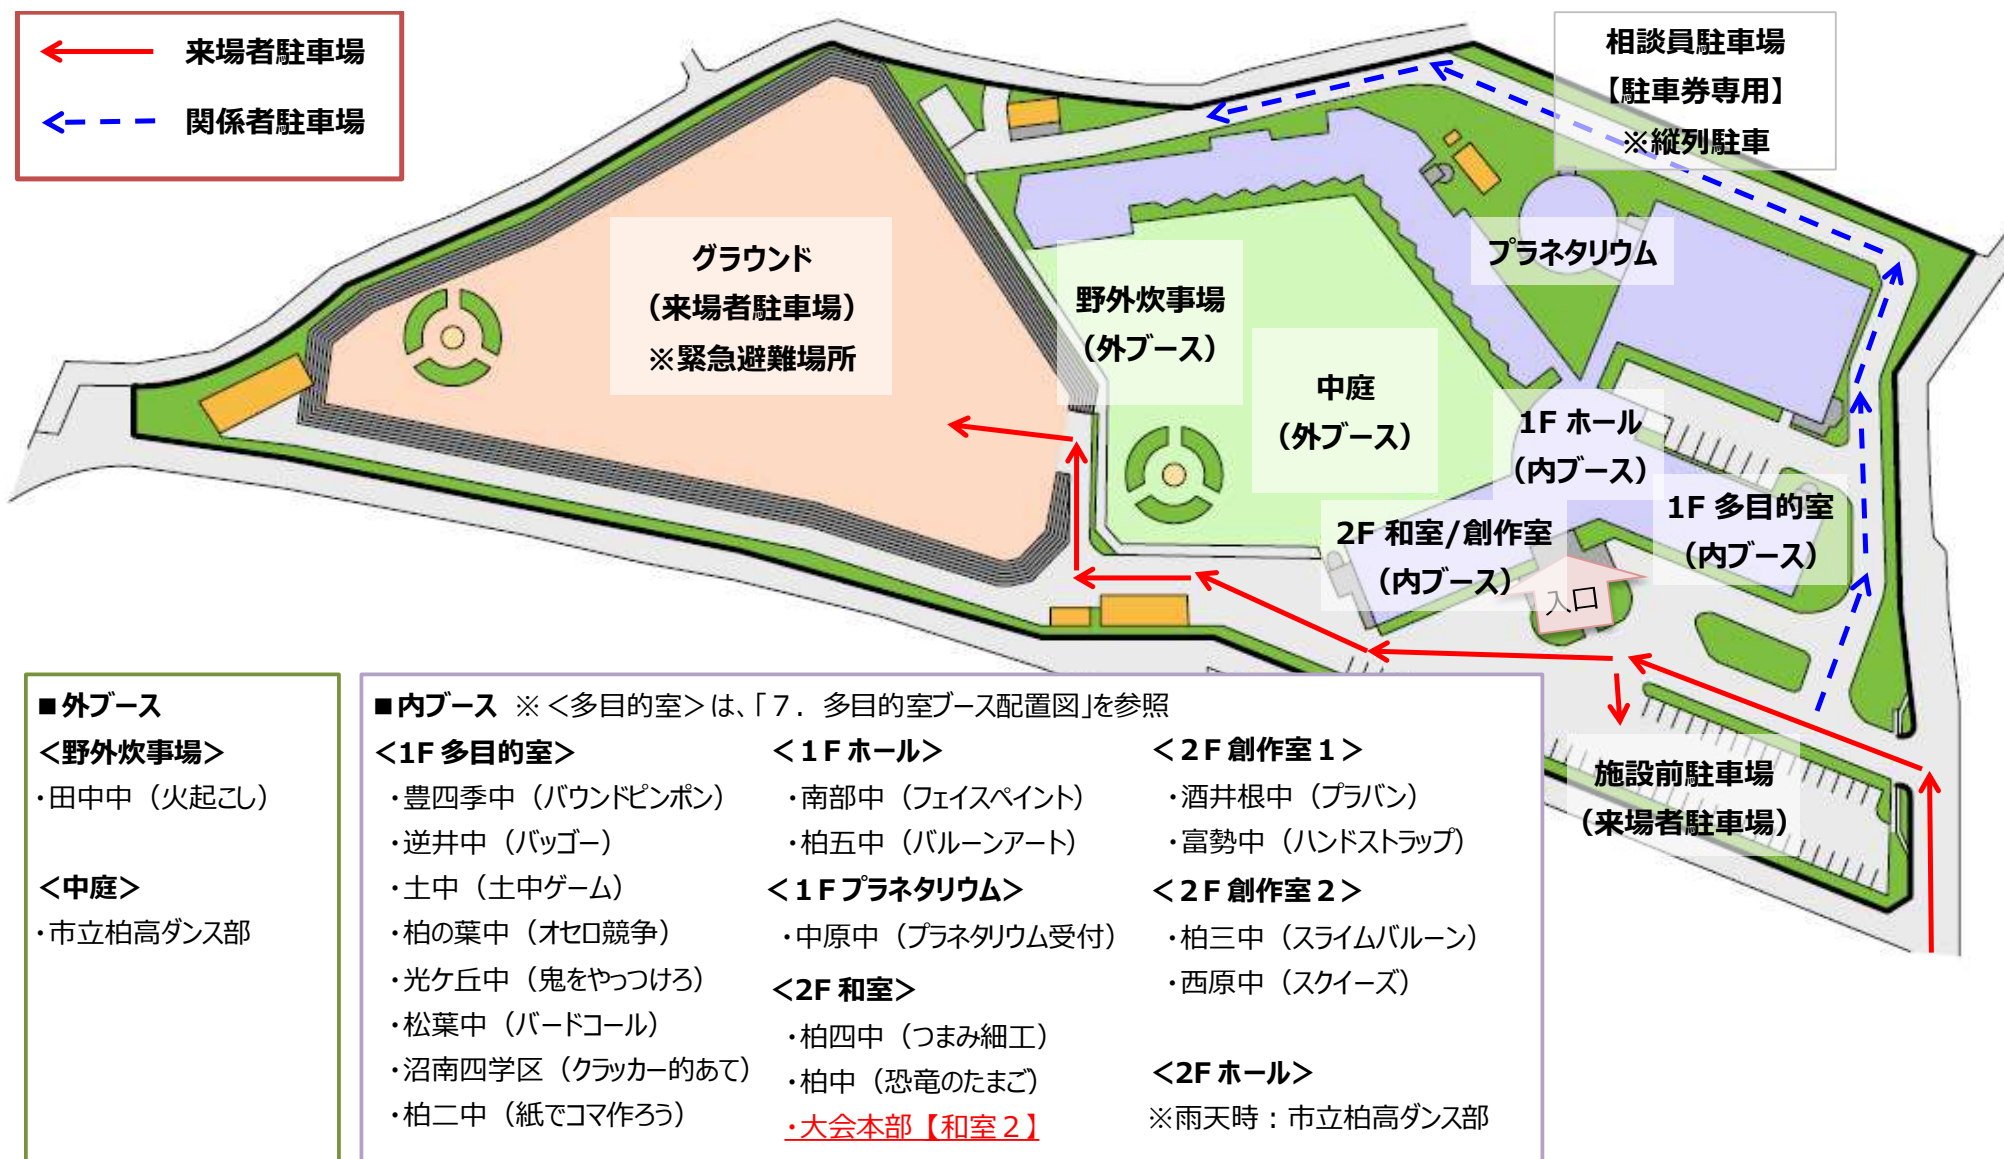 来場者駐車場
関係者駐車場
相談員駐車場
【駐車券専用】
※縦列駐車
グラウンド
（来場者駐車場）
※緊急避難場所
野外炊事場
（外ブース）
プラネタリウム
中庭
（外ブース）
1F ホール
（内ブース）
1F 多目的室
（内ブース）
2F 和室/創作室
（内ブース）
入口
施設前駐車場
（来場者駐車場）
■外ブース
＜野外炊事場＞
・田中中（火起こし）
＜中庭＞
・市立柏高ダンス部
■内ブース ※＜多目的室＞は、「７．多目的室ブース配置図」を参照
＜1F 多目的室＞
・豊四季中（バウンドピンポン）
・逆井中（バッゴー）
・土中（土中ゲーム）
・柏の葉中（オセロ競争）
・光ケ丘中（鬼をやっつけろ）
・松葉中（バードコール）
・沼南四学区（クラッカー的あて）
・柏二中（紙でコマ作ろう）
＜１F ホール＞
・南部中（フェイスペイント）
・柏五中（バルーンアート）
＜１F プラネタリウム＞
・中原中（プラネタリウム受付）
＜2F 和室＞
・柏四中（つまみ細工）
・柏中（恐竜のたまご）
・大会本部【和室２】
＜２F 創作室１＞
・酒井根中（プラバン）
・富勢中（ハンドストラップ）
＜２F 創作室２＞
・柏三中（スライムバルーン）
・西原中（スクイーズ）
＜2F ホール＞
※雨天時：市立柏高ダンス部